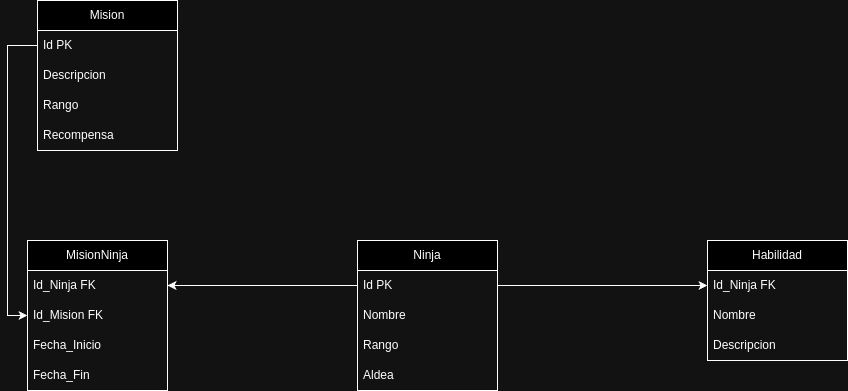 Mision
Id PK
Descripcion
Rango
Recompensa
MisionNinja
Id_Ninja FK
Id_Mision FK
Fecha_Inicio
Fecha_Fin
Ninja
Id PK
Nombre
Rango
Aldea
Habilidad
Id_Ninja FK
Nombre
Descripcion